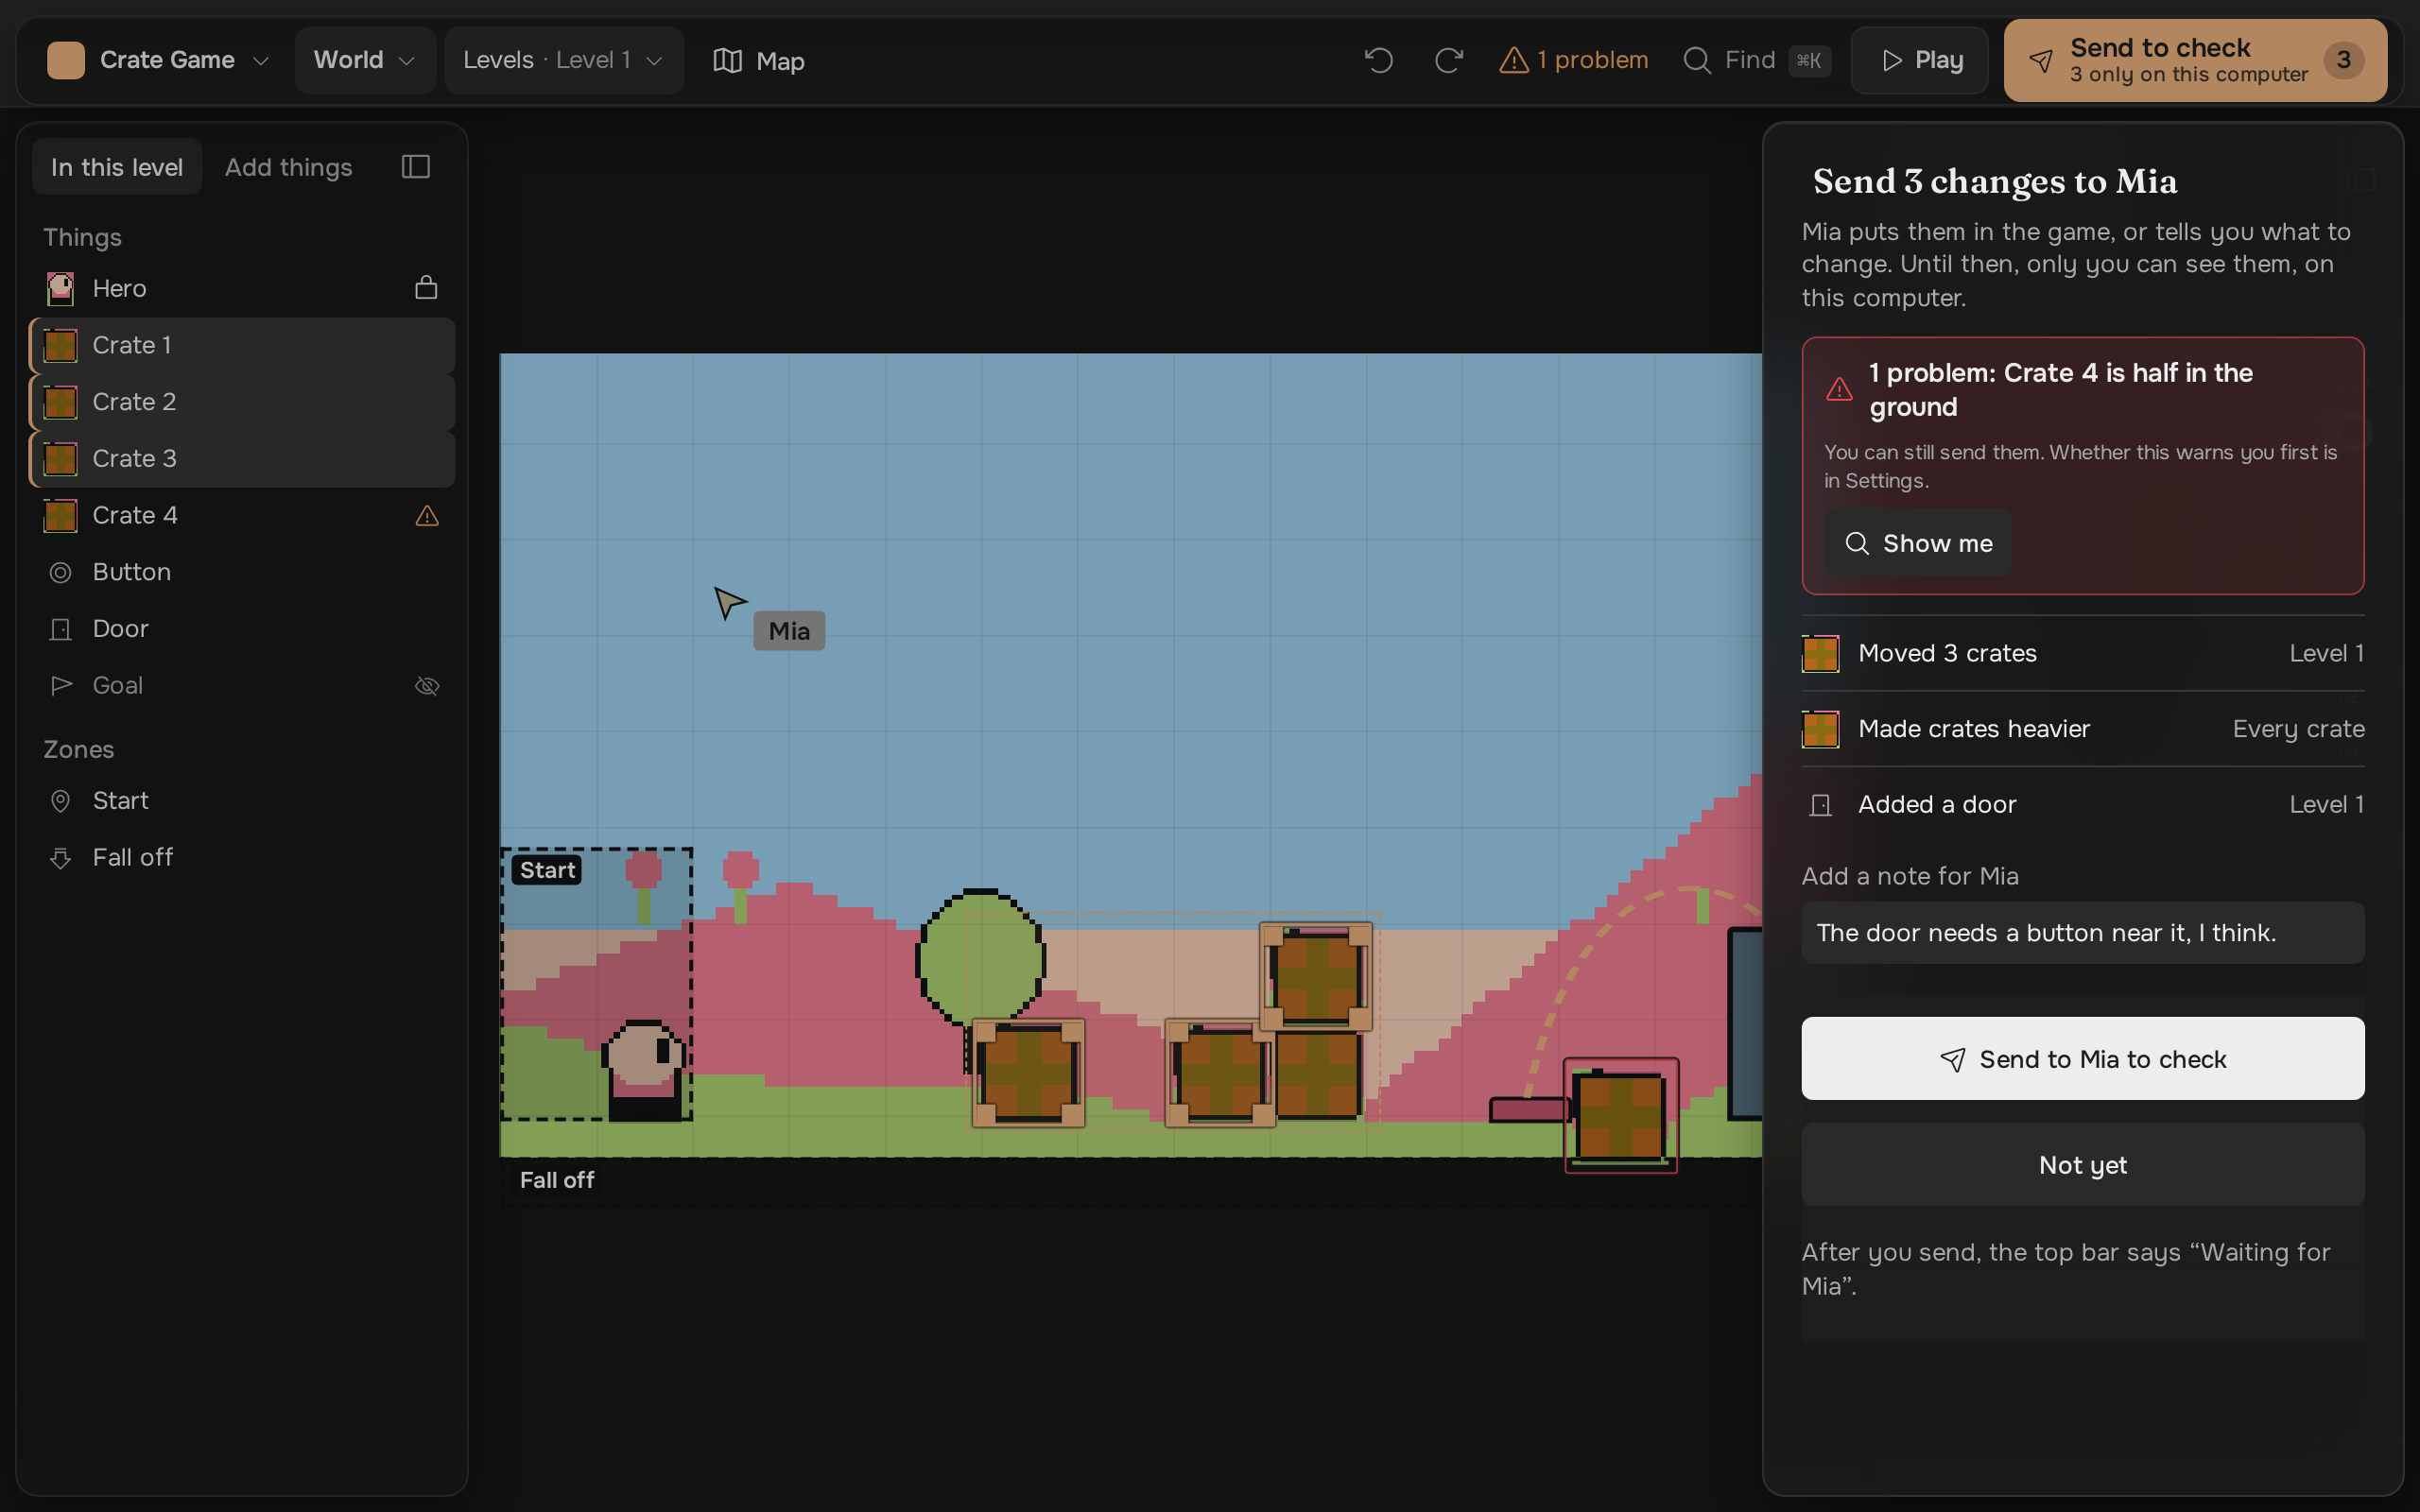 Crate Game
World
Levels · Level 1
Map
1 problem
Find ⌘K
Play
Send to check
3 only on this computer
3
In this level
Add things
Things
Hero
Crate 1
Crate 2
Crate 3
Crate 4
Button
Door
Goal
Zones
Start
Fall off
Mia
Start
Fall off
Send 3 changes to Mia
Mia puts them in the game, or tells you what to
change. Until then, only you can see them, on
this computer.
1 problem: Crate 4 is half in the
ground
You can still send them. Whether this warns you first is
in Settings.
Show me
Moved 3 crates Level 1
Made crates heavier Every crate
Added a door Level 1
Add a note for Mia
The door needs a button near it, I think.
Send to Mia to check
Not yet
After you send, the top bar says “Waiting for
Mia”.